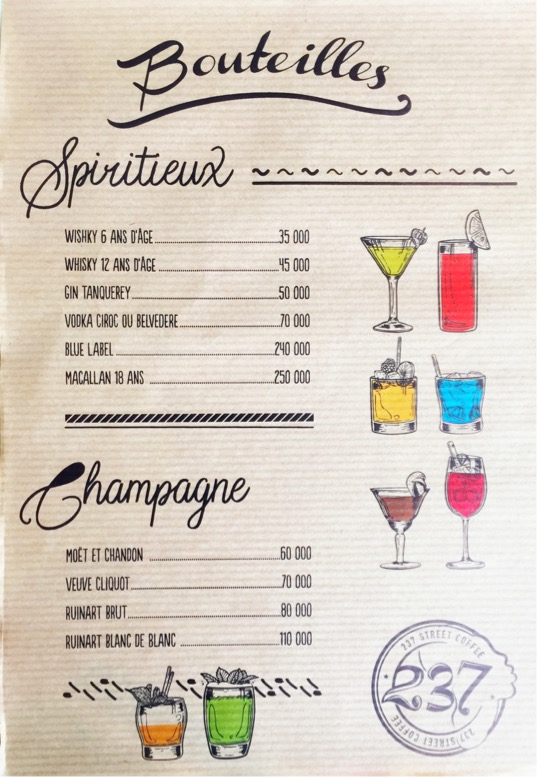 Bouteilles
Spiritieux
WISHKY 6 ANS D'ÂGE 35 000
WHISKY 12 ANS D'ÂGE 45 000
GIN TANQUEREY 50 000
VODKA CIROC OU BELVEDERE 70 000
BLUE LABEL 240 000
MACALLAN 18 ANS 250 000
Champagne
MOËT ET CHANDON 60 000
VEUVE CLIQUOT 70 000
RUINART BRUT 80 000
RUINART BLANC DE BLANC 110 000
237 STREET COFFEE
237
237 STREET COFFEE